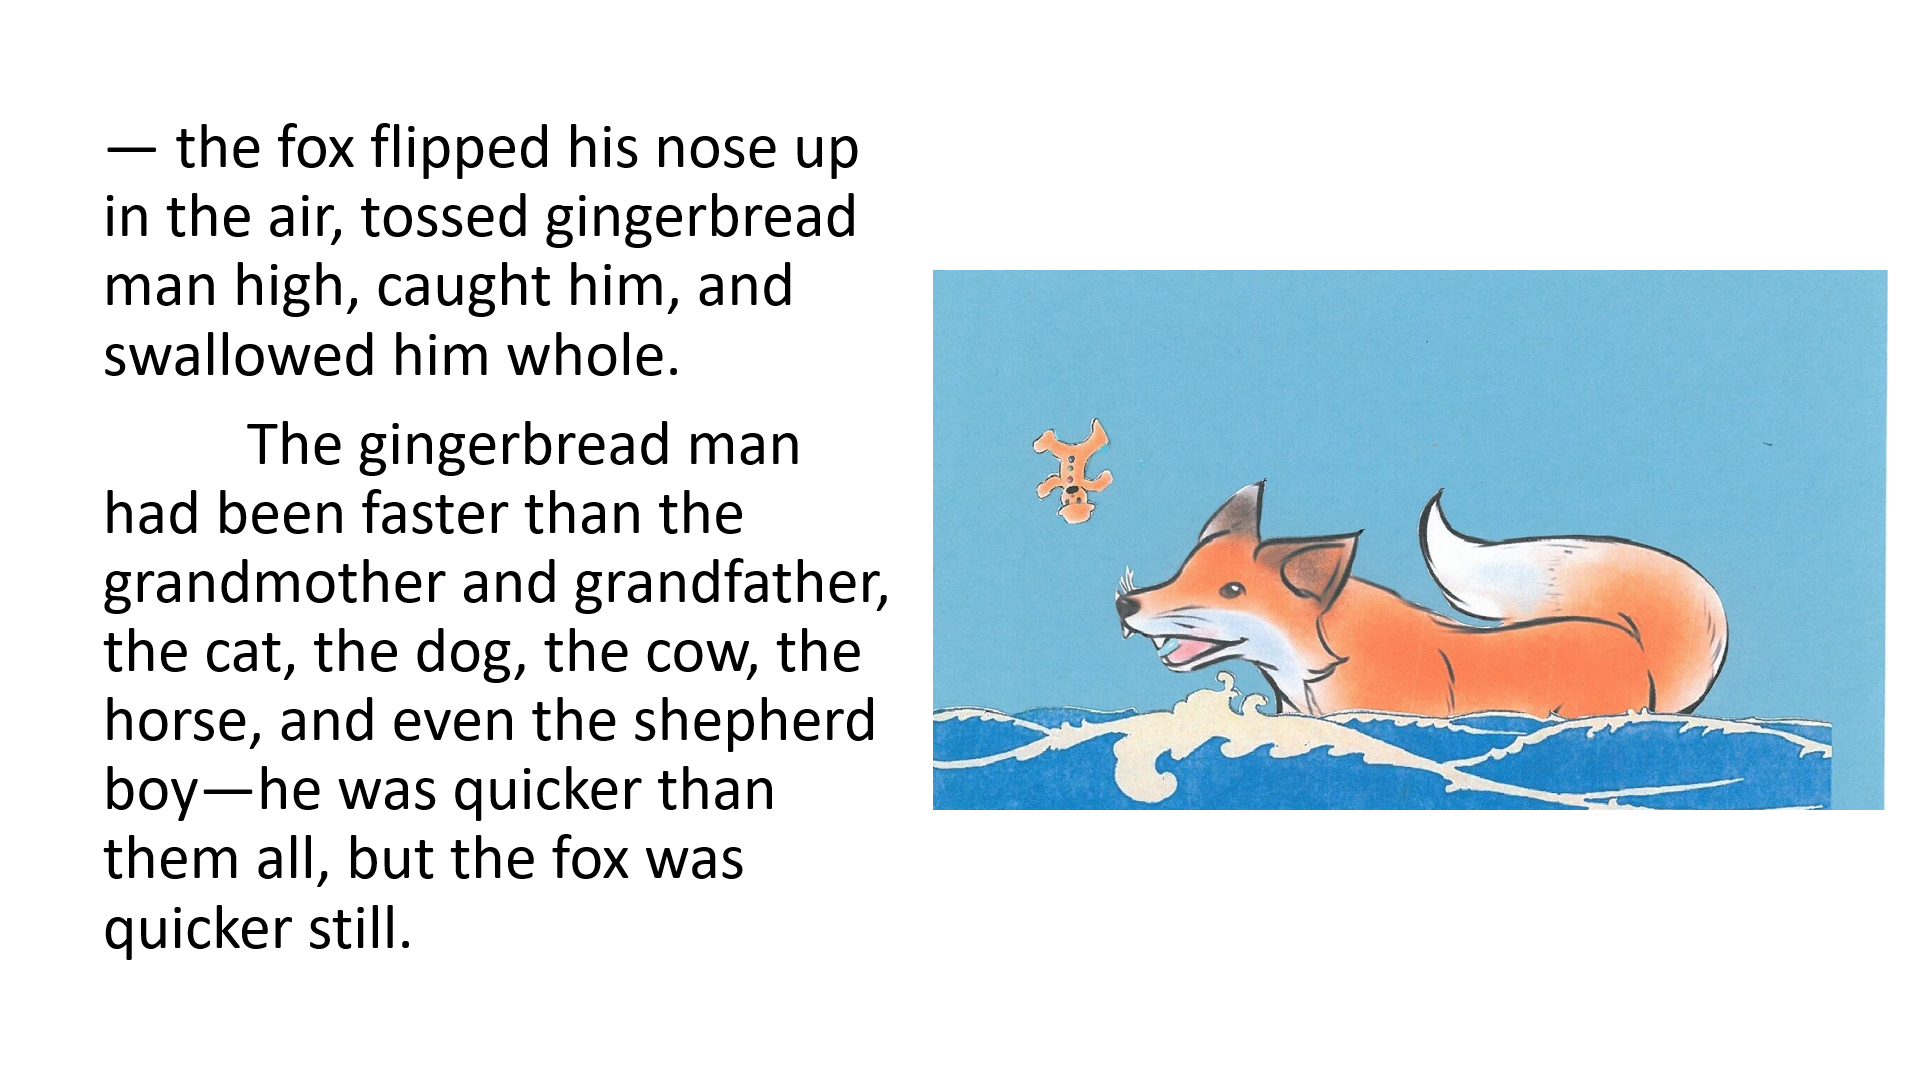 — the fox flipped his nose up
in the air, tossed gingerbread
man high, caught him, and
swallowed him whole.
The gingerbread man
had been faster than the
grandmother and grandfather,
the cat, the dog, the cow, the
horse, and even the shepherd
boy—he was quicker than
them all, but the fox was
quicker still.